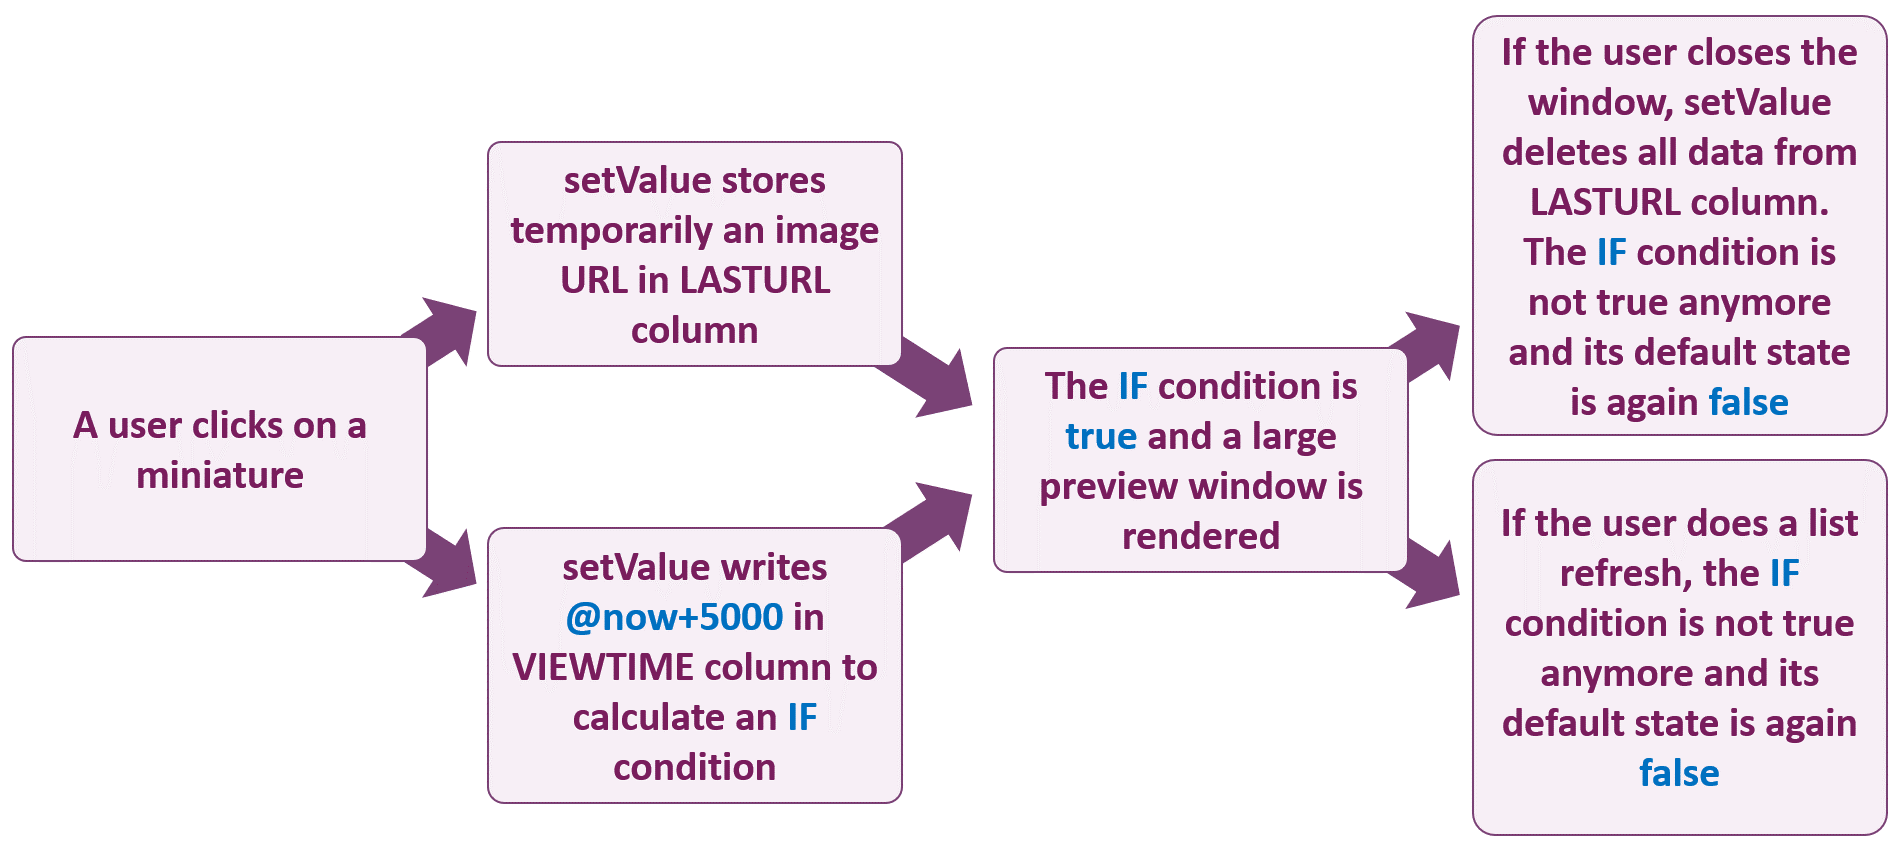 A user clicks on a
miniature
setValue stores
temporarily an image
URL in LASTURL
column
setValue writes
@now+5000 in
VIEWTIME column to
calculate an IF
condition
The IF condition is
true and a large
preview window is
rendered
If the user closes the
window, setValue
deletes all data from
LASTURL column.
The IF condition is
not true anymore
and its default state
is again false
If the user does a list
refresh, the IF
condition is not true
anymore and its
default state is again
false